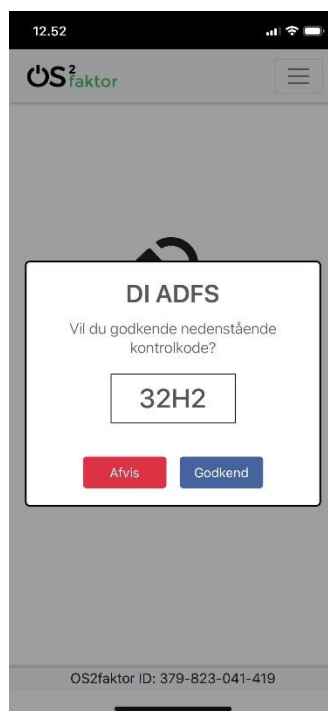 12.52
OS2faktor
DI ADFS
Vil du godkende nedenstående
kontrolkode?
32H2
Afvis Godkend
OS2faktor ID: 379-823-041-419